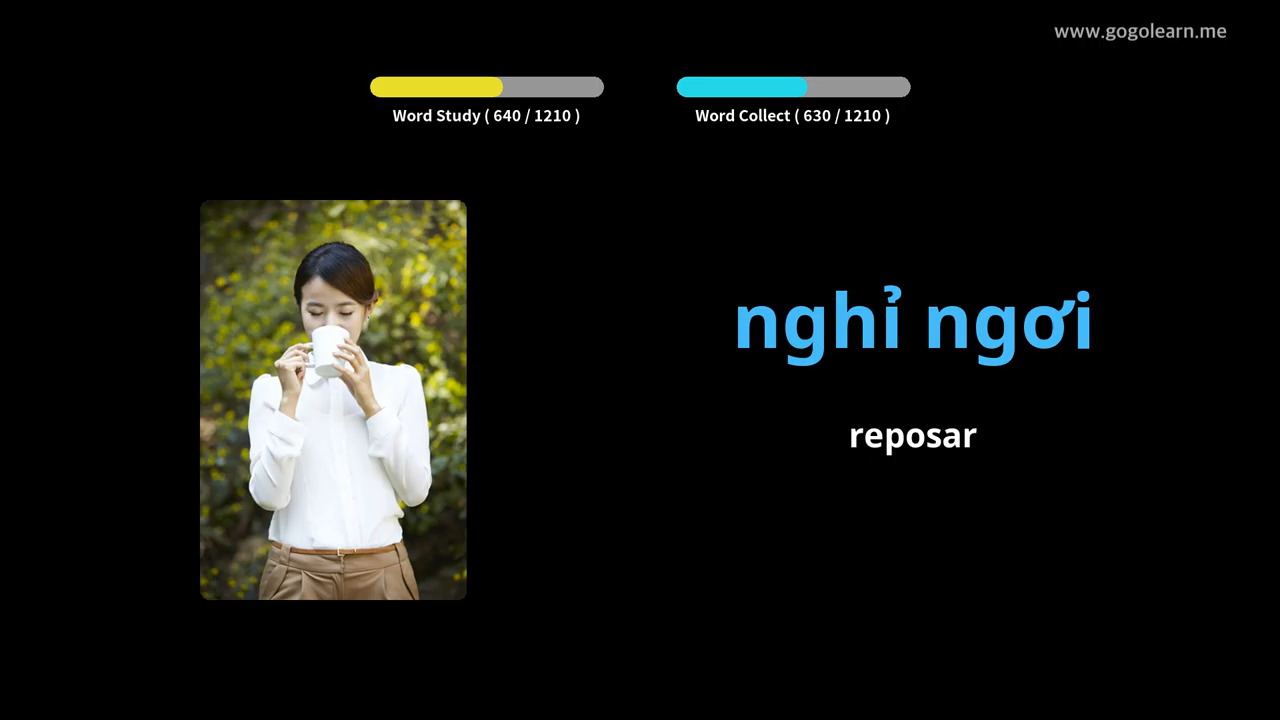 www.gogolearn.me
Word Study ( 640 / 1210 )
Word Collect ( 630 / 1210 )
nghỉ ngơi
reposar